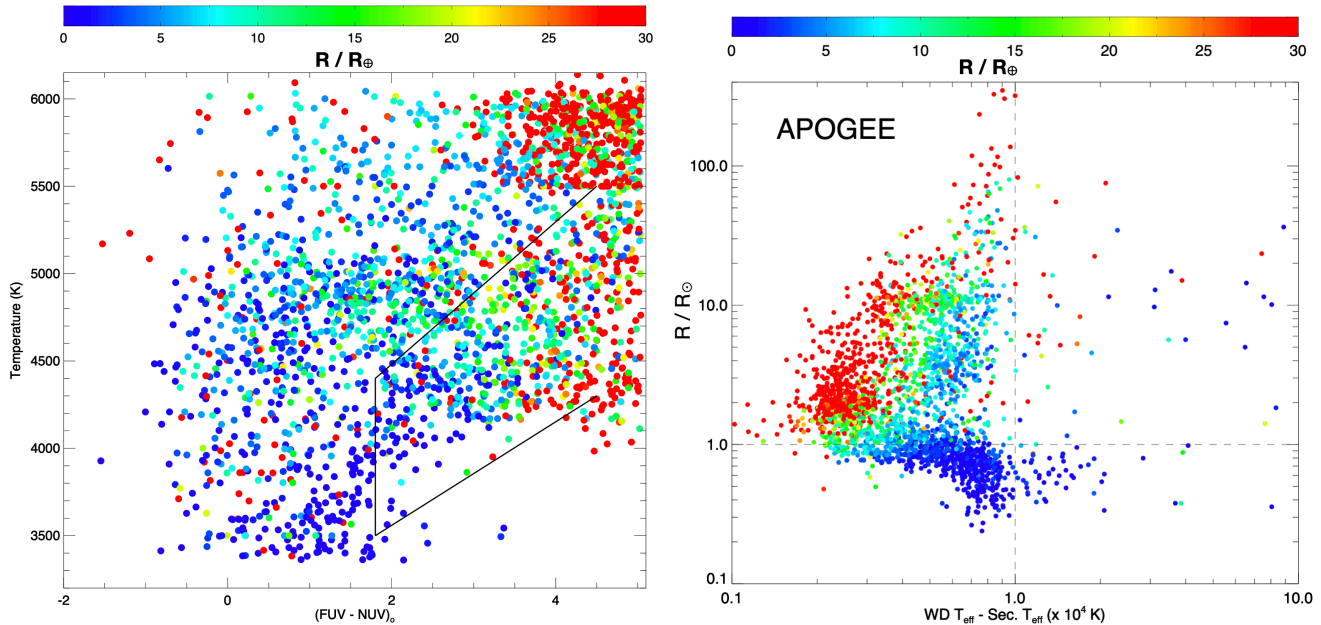 0 5 10 15 20 25 30
R / R⊕
6000
5500
5000
4500
4000
3500
Temperature (K)
-2 0 2 4
(FUV - NUV)ₒ
0 5 10 15 20 25 30
R / R⊕
APOGEE
100.0
10.0
1.0
0.1
R / R⊙
0.1 1.0 10.0
WD T_eff - Sec. T_eff (x 10⁴ K)